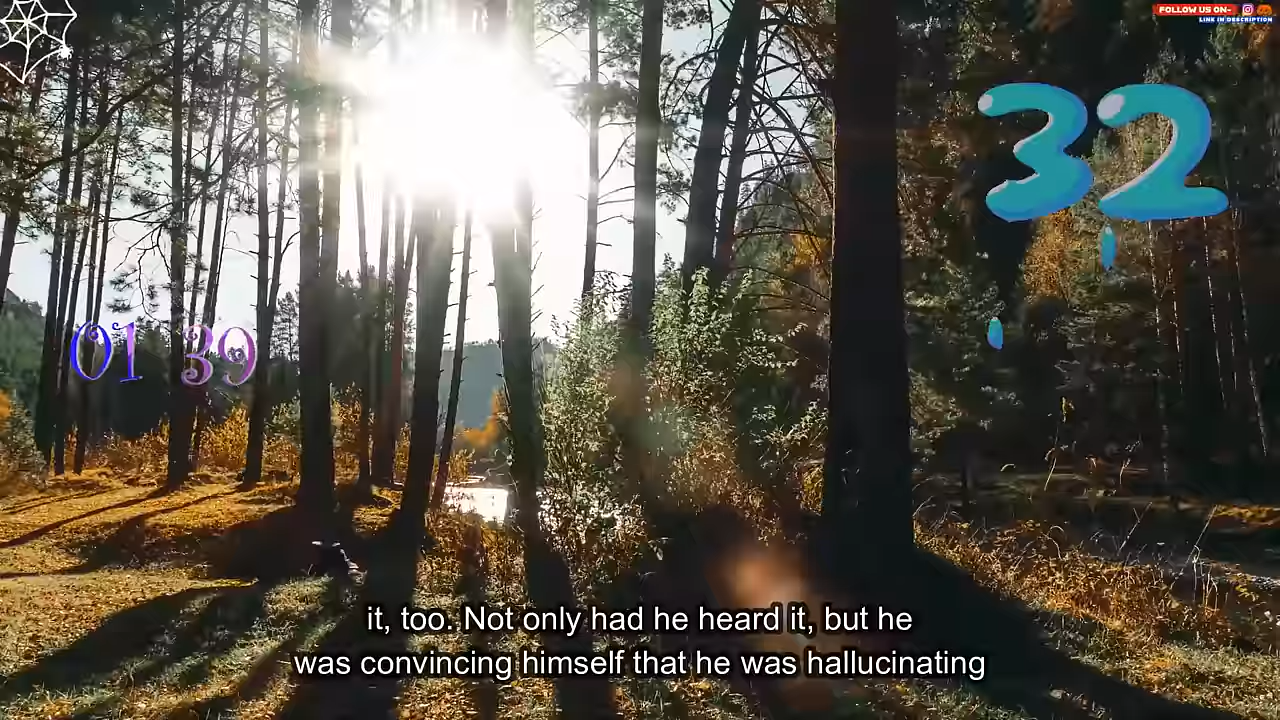 FOLLOW US ON-
LINK IN DESCRIPTION
32
01 39
it, too. Not only had he heard it, but he
was convincing himself that he was hallucinating